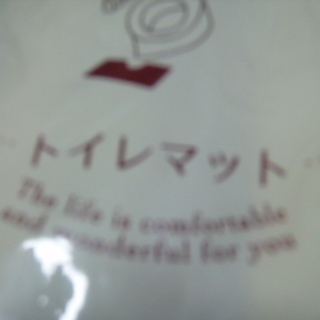 トイレマット
The life is comfortable
and wonderful for you